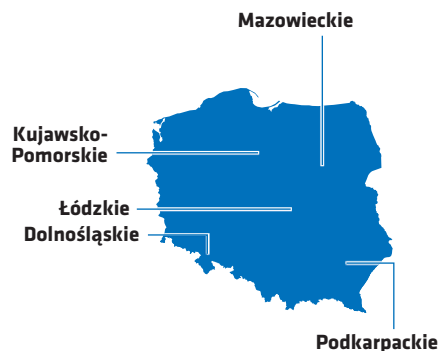 Mazowieckie
Kujawsko-
Pomorskie
Łódzkie
Dolnośląskie
Podkarpackie